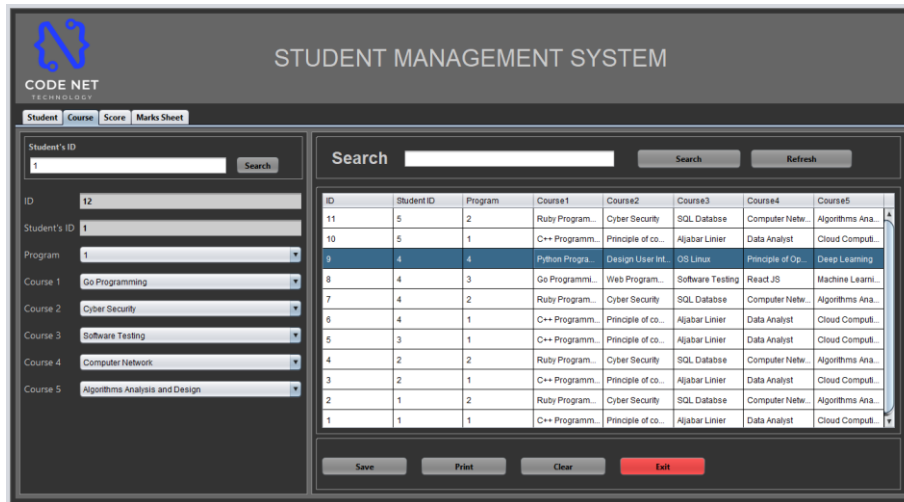 STUDENT MANAGEMENT SYSTEM
CODE NET
TECHNOLOGY
Student Course Score Marks Sheet
Student's ID
1 Search
ID 12
Student's ID 1
Program 1
Course 1 Go Programming
Course 2 Cyber Security
Course 3 Software Testing
Course 4 Computer Network
Course 5 Algorithms Analysis and Design
Search Search Refresh
ID Student ID Program Course1 Course2 Course3 Course4 Course5
11 5 2 Ruby Program... Cyber Security SQL Databse Computer Netw... Algorithms Ana...
10 5 1 C++ Programm... Principle of co... Aljabar Linier Data Analyst Cloud Computi...
9 4 4 Python Progra... Design User Int... OS Linux Principle of Op... Deep Learning
8 4 3 Go Programmi... Web Program... Software Testing React JS Machine Learni...
7 4 2 Ruby Program... Cyber Security SQL Databse Computer Netw... Algorithms Ana...
6 4 1 C++ Programm... Principle of co... Aljabar Linier Data Analyst Cloud Computi...
5 3 1 C++ Programm... Principle of co... Aljabar Linier Data Analyst Cloud Computi...
4 2 2 Ruby Program... Cyber Security SQL Databse Computer Netw... Algorithms Ana...
3 2 1 C++ Programm... Principle of co... Aljabar Linier Data Analyst Cloud Computi...
2 1 2 Ruby Program... Cyber Security SQL Databse Computer Netw... Algorithms Ana...
1 1 1 C++ Programm... Principle of co... Aljabar Linier Data Analyst Cloud Computi...
Save Print Clear Exit